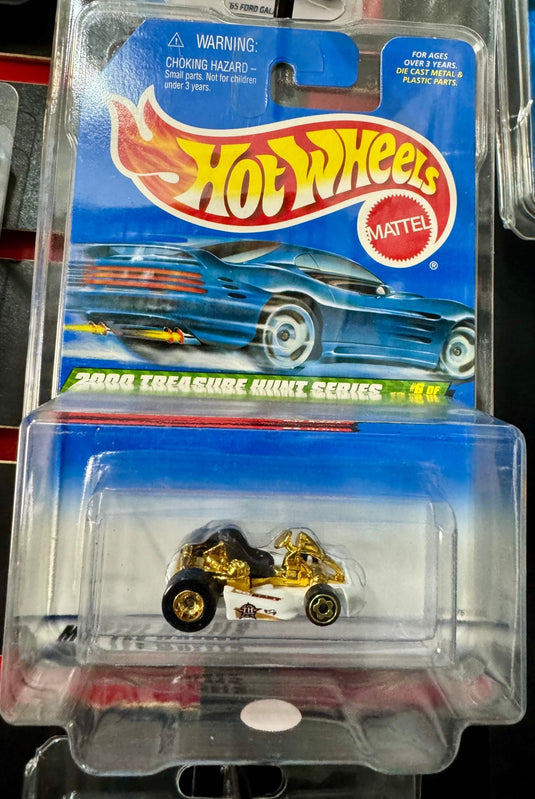 '65 FORD GAL
WARNING:
CHOKING HAZARD –
Small parts. Not for children
under 3 years.
FOR AGES
OVER 3 YEARS.
DIE CAST METAL &
PLASTIC PARTS.
HOT WHEELS
MATTEL
®
2000 TREASURE HUNT SERIES
#6 OF
TH